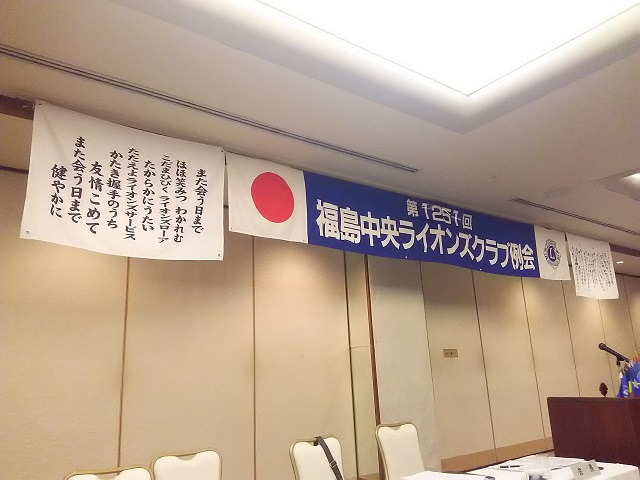 また会う日まで
ほほ笑みつ わかれむ
こだまひびく ライオンズローア
たからかにうたい
たたえよライオンズサービス
かたき握手のうち
友情こめて
また会う日まで
健やかに
第1251回
福島中央ライオンズクラブ例会
L